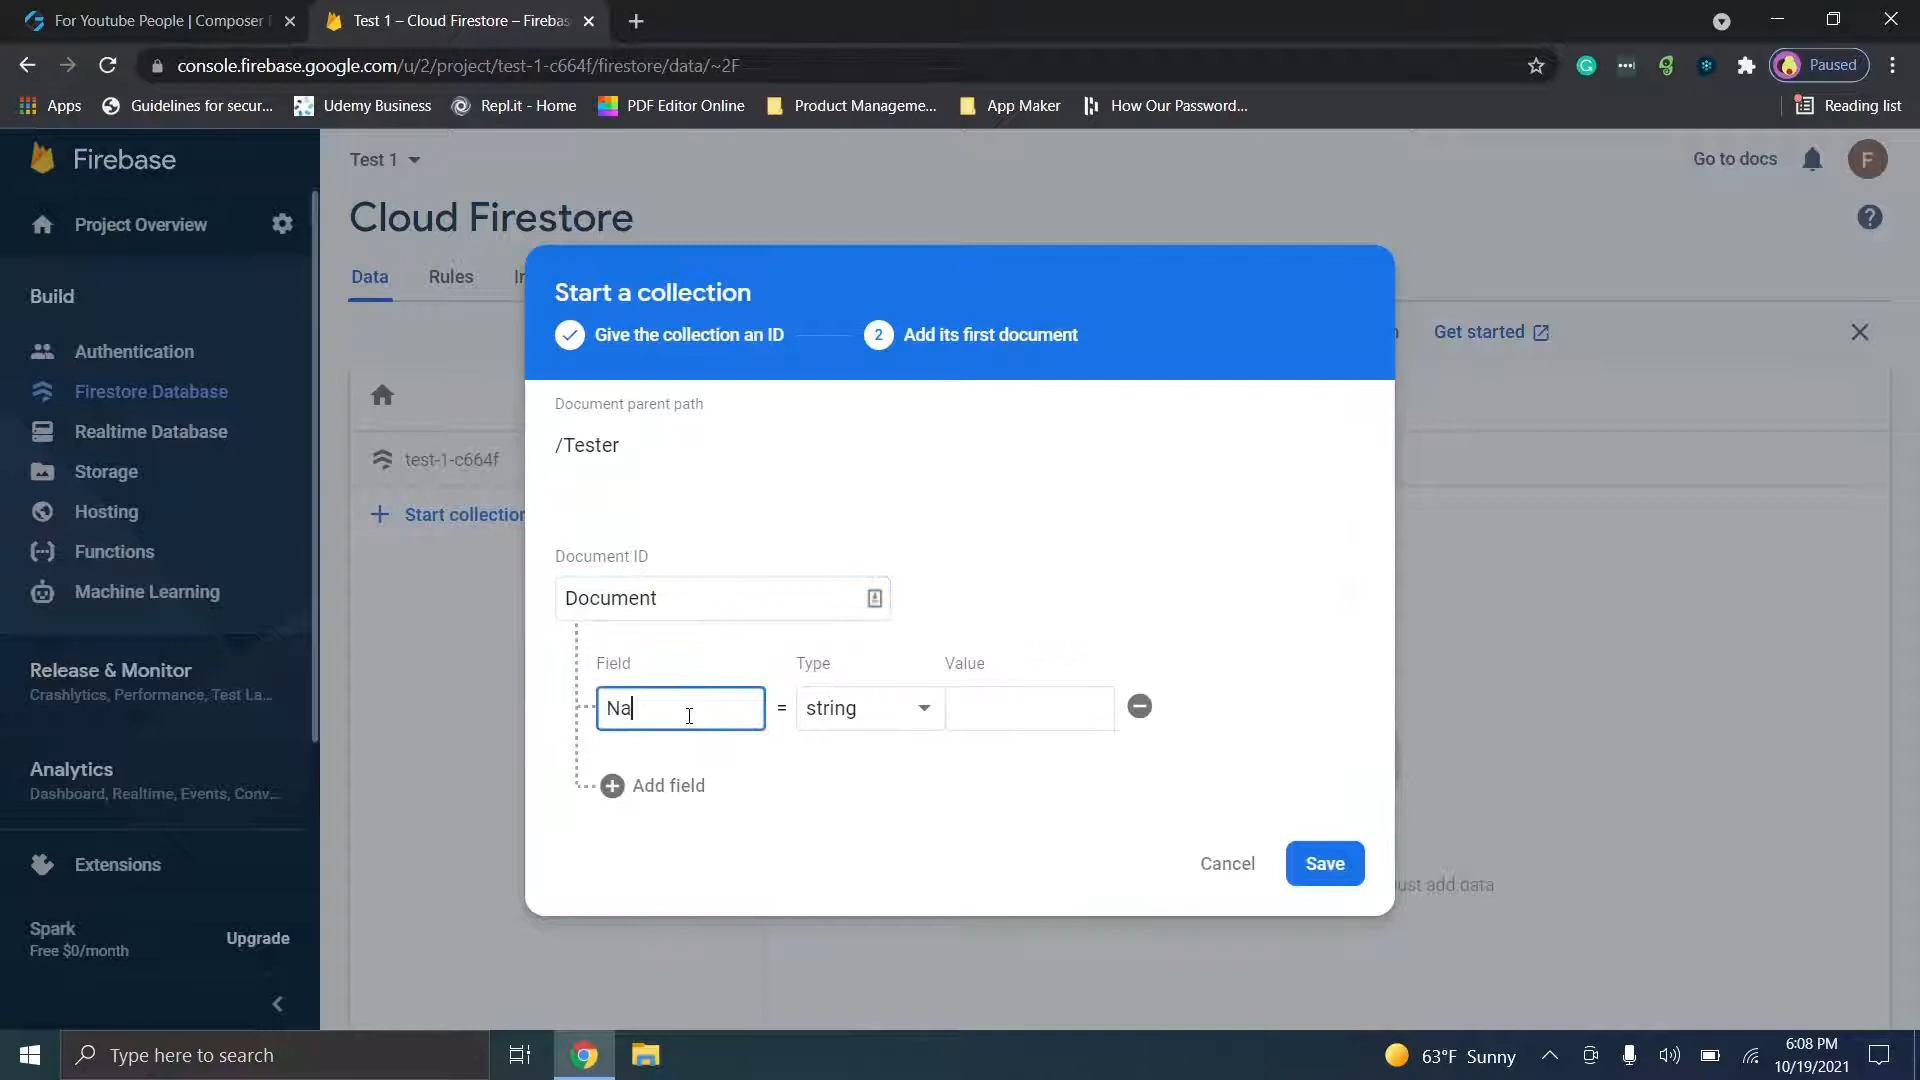 For Youtube People | Composer
Test 1 – Cloud Firestore – Firebas
console.firebase.google.com/u/2/project/test-1-c664f/firestore/data/~2F
Paused
Apps
Guidelines for secur...
Udemy Business
Repl.it - Home
PDF Editor Online
Product Manageme...
App Maker
How Our Password...
Reading list
Firebase
Test 1
Go to docs
F
Project Overview
Cloud Firestore
Build
Data
Rules
Start a collection
Give the collection an ID
2
Add its first document
Get started
Authentication
Firestore Database
Realtime Database
Storage
Hosting
Functions
Machine Learning
test-1-c664f
Start collection
Document parent path
/Tester
Document ID
Document
Field
Type
Value
Na
=
string
Add field
Cancel
Save
ust add data
Release & Monitor
Crashlytics, Performance, Test La...
Analytics
Dashboard, Realtime, Events, Conv...
Extensions
Spark
Free $0/month
Upgrade
Type here to search
63°F Sunny
6:08 PM
10/19/2021